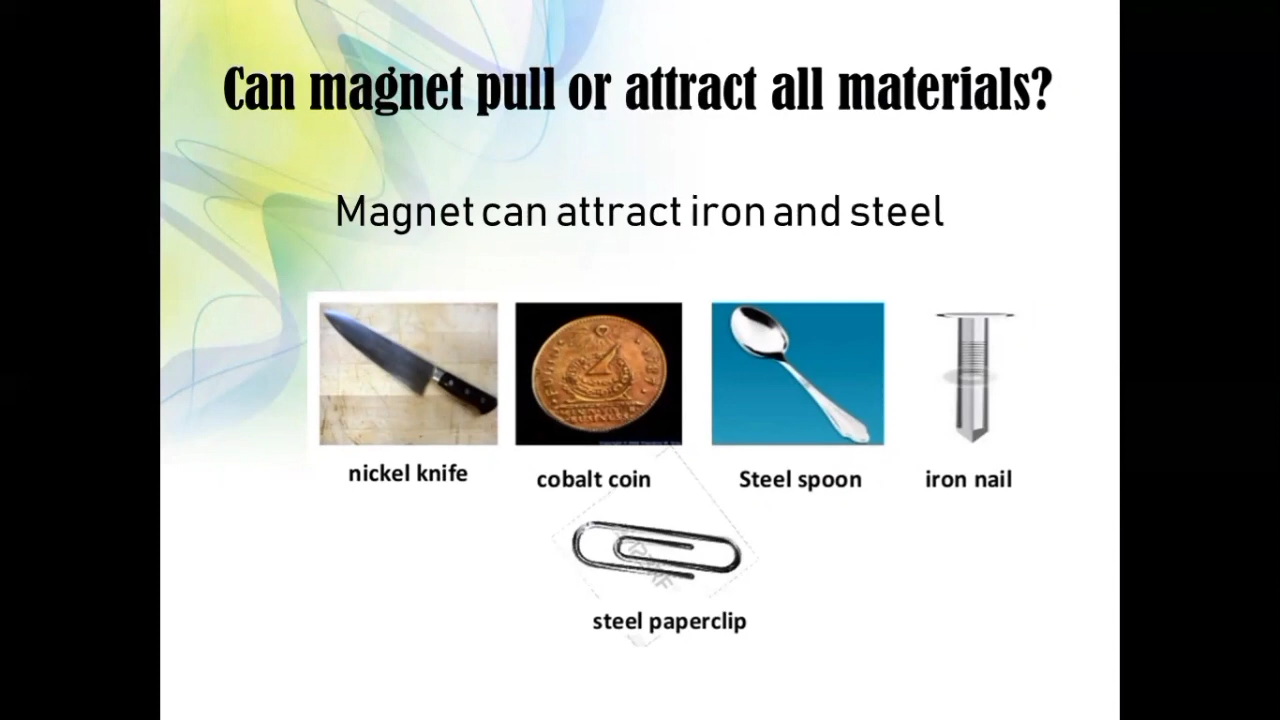 Can magnet pull or attract all materials?
Magnet can attract iron and steel
nickel knife
cobalt coin
Steel spoon
iron nail
steel paperclip